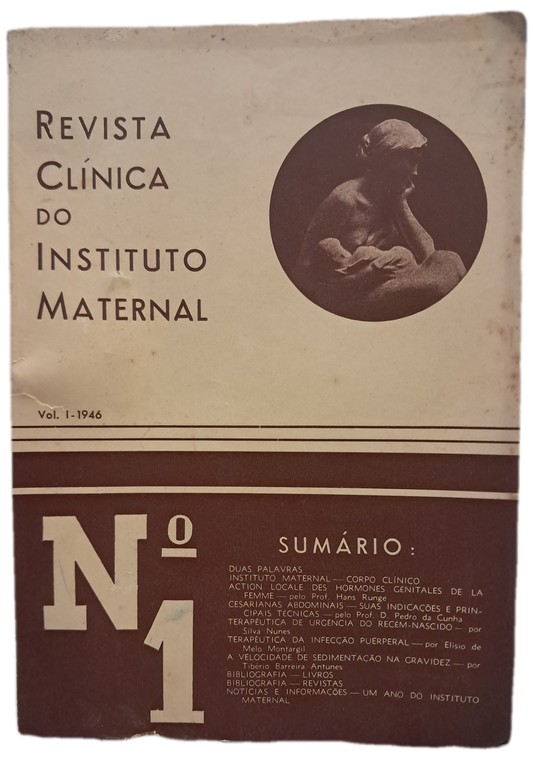 REVISTA
CLÍNICA
DO
INSTITUTO
MATERNAL
Vol. I - 1946
Nº
1
SUMÁRIO:
DUAS PALAVRAS
INSTITUTO MATERNAL — CORPO CLÍNICO
ACTION LOCALE DES HORMONES GENITALES DE LA
FEMME — pelo Prof. Hans Runge
CESARIANAS ABDOMINAIS — SUAS INDICAÇÕES E PRIN-
CIPAIS TECNICAS — pelo Prof. D. Pedro da Cunha
TERAPÊUTICA DE URGÊNCIA DO RECEM-NASCIDO — por
Silva Nunes
TERAPÊUTICA DA INFECÇÃO PUERPERAL — por Elísio de
Melo Montargil
A VELOCIDADE DE SEDIMENTAÇÃO NA GRAVIDEZ — por
Tibério Barreira Antunes
BIBLIOGRAFIA — LIVROS
BIBLIOGRAFIA — REVISTAS
NOTÍCIAS E INFORMAÇÕES — UM ANO DO INSTITUTO
MATERNAL